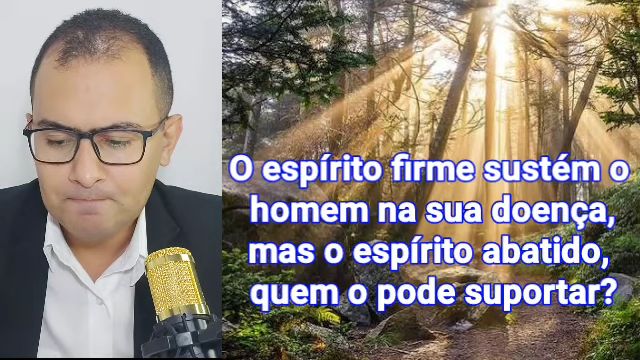 O espírito firme sustém o
homem na sua doença,
mas o espírito abatido,
quem o pode suportar?